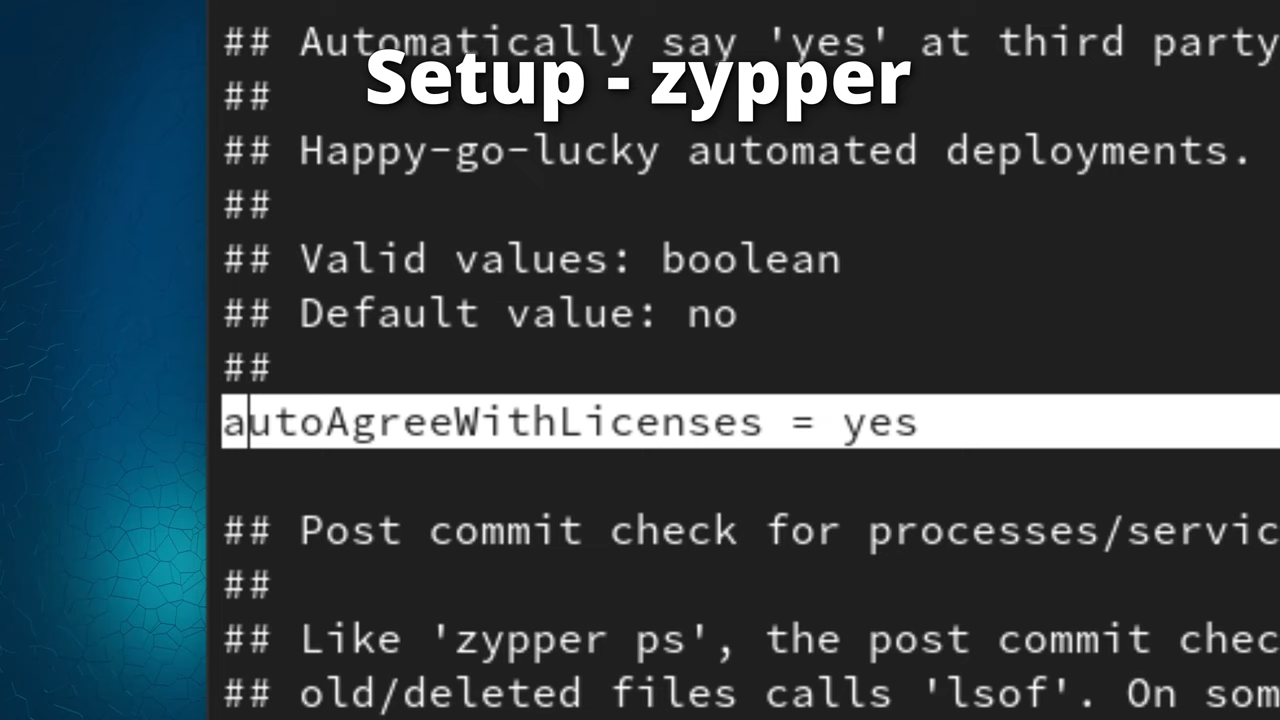 ## Automatically say 'yes' at third party
Setup - zypper
##
## Happy-go-lucky automated deployments.
##
## Valid values: boolean
## Default value: no
##
autoAgreeWithLicenses = yes
## Post commit check for processes/servic
##
## Like 'zypper ps', the post commit chec
## old/deleted files calls 'lsof'. On som